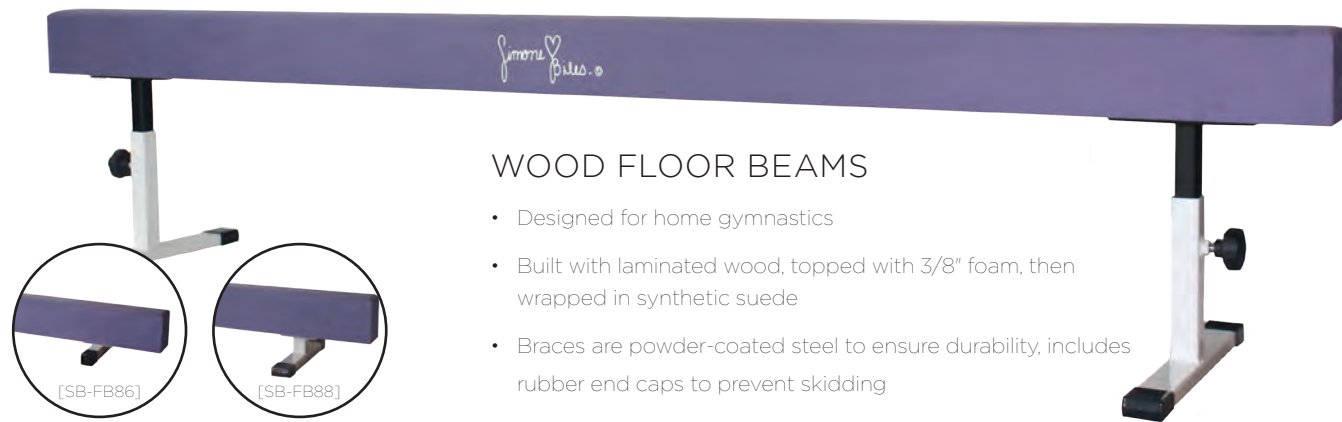 Simone Biles.
WOOD FLOOR BEAMS
• Designed for home gymnastics
• Built with laminated wood, topped with 3/8" foam, then
wrapped in synthetic suede
• Braces are powder-coated steel to ensure durability, includes
rubber end caps to prevent skidding
[SB-FB86]
[SB-FB88]